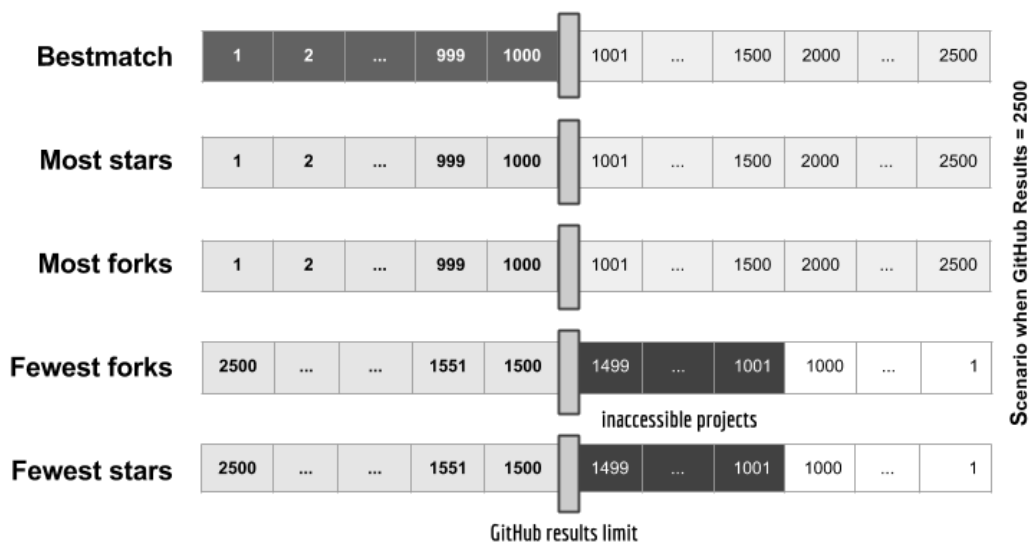 Bestmatch 1 2 ... 999 1000 1001 ... 1500 2000 ... 2500
Most stars 1 2 ... 999 1000 1001 ... 1500 2000 ... 2500
Most forks 1 2 ... 999 1000 1001 ... 1500 2000 ... 2500
Fewest forks 2500 ... ... 1551 1500 1499 ... 1001 1000 ... 1
inaccessible projects
Fewest stars 2500 ... ... 1551 1500 1499 ... 1001 1000 ... 1
GitHub results limit
Scenario when GitHub Results = 2500